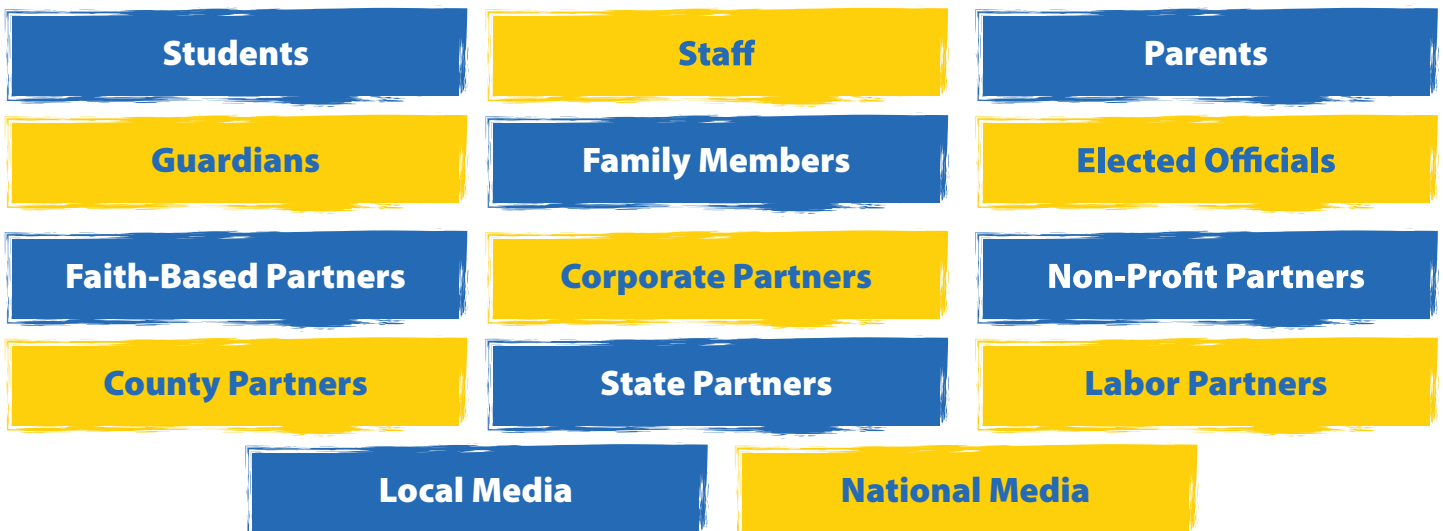 Students
Staff
Parents
Guardians
Family Members
Elected Officials
Faith-Based Partners
Corporate Partners
Non-Profit Partners
County Partners
State Partners
Labor Partners
Local Media
National Media